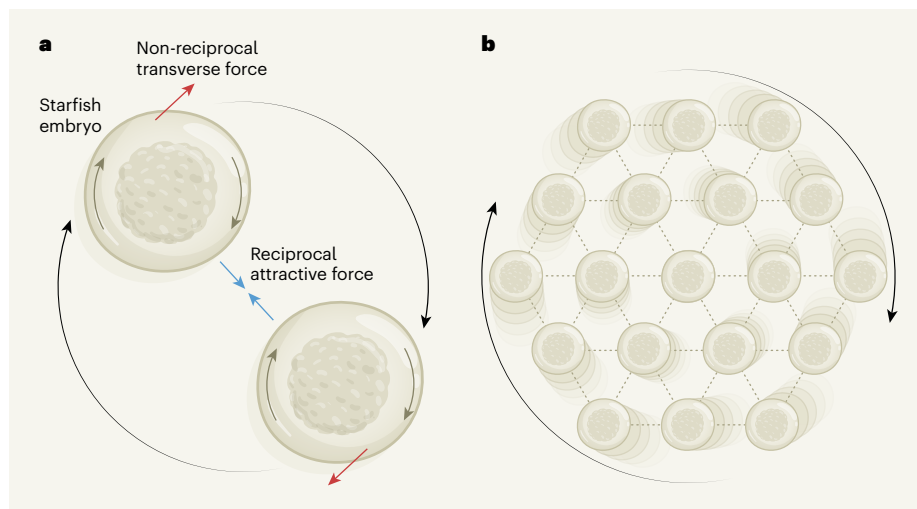 a
Non-reciprocal
transverse force
Starfish
embryo
Reciprocal
attractive force
b